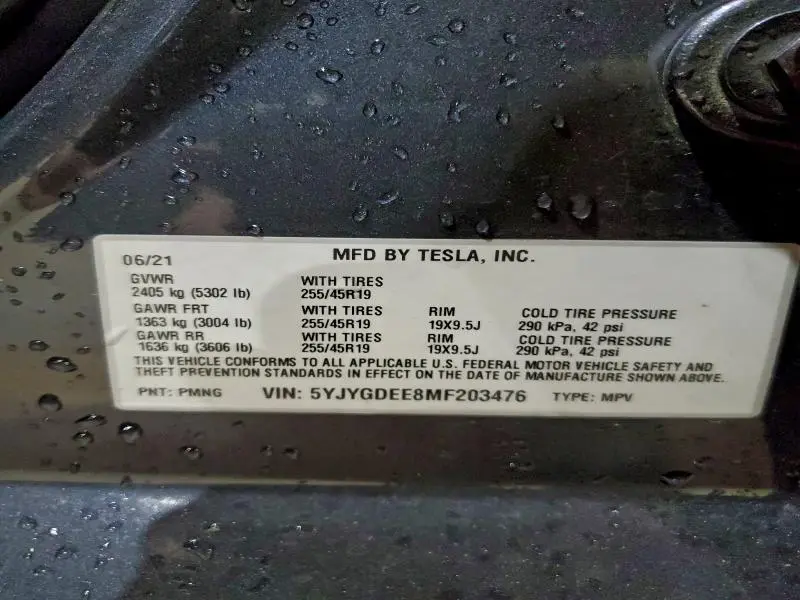 06/21 MFD BY TESLA, INC.
GVWR WITH TIRES
2405 kg (5302 lb) 255/45R19
GAWR FRT WITH TIRES RIM COLD TIRE PRESSURE
1363 kg (3004 lb) 255/45R19 19X9.5J 290 kPa, 42 psi
GAWR RR WITH TIRES RIM COLD TIRE PRESSURE
1636 kg (3606 lb) 255/45R19 19X9.5J 290 kPa, 42 psi
THIS VEHICLE CONFORMS TO ALL APPLICABLE U.S. FEDERAL MOTOR VEHICLE SAFETY AND
THEFT PREVENTION STANDARDS IN EFFECT ON THE DATE OF MANUFACTURE SHOWN ABOVE.
PNT: PMNG VIN: 5YJYGDEE8MF203476 TYPE: MPV